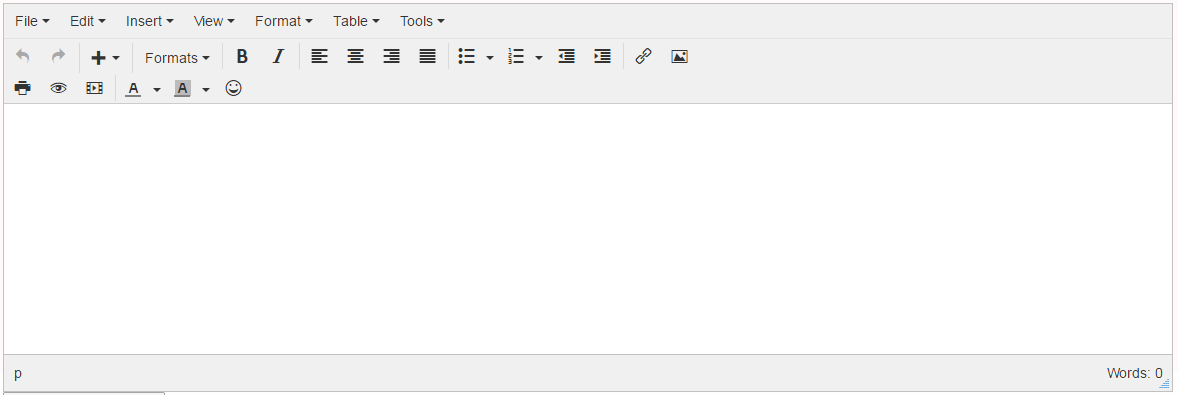 File Edit Insert View Format Table Tools
Formats B I
A A
p Words: 0